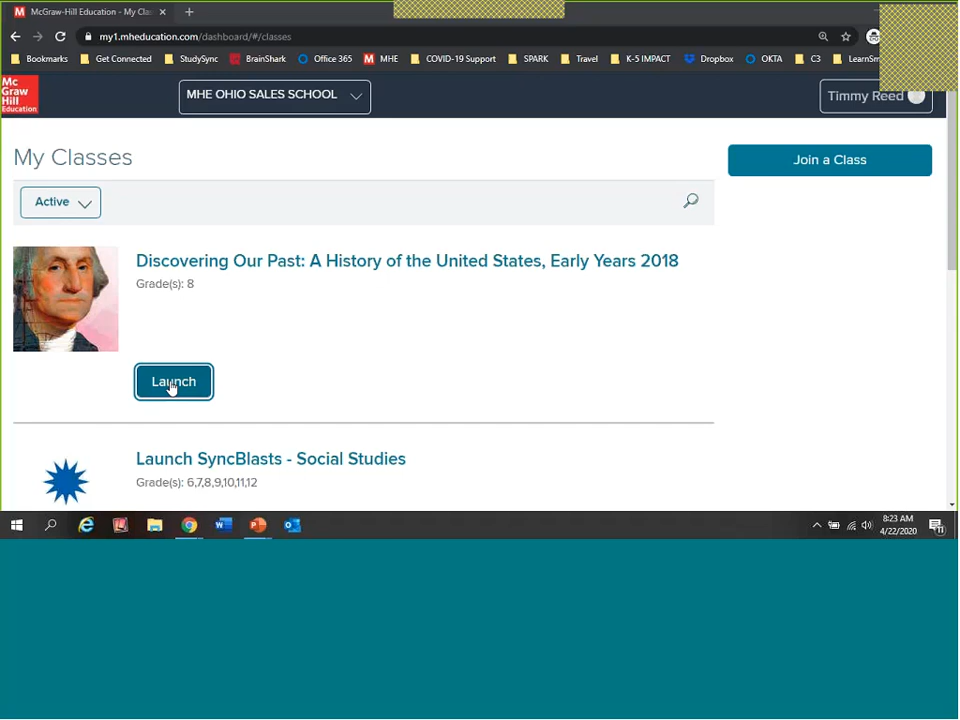 McGraw-Hill Education - My Cla
my1.mheducation.com/dashboard/#/classes
Bookmarks Get Connected StudySync BrainShark Office 365 MHE COVID-19 Support SPARK Travel K-5 IMPACT Dropbox OKTA C3 LearnSm
Mc
Graw
Hill
Education
MHE OHIO SALES SCHOOL
Timmy Reed
My Classes
Join a Class
Active
Discovering Our Past: A History of the United States, Early Years 2018
Grade(s): 8
Launch
Launch SyncBlasts - Social Studies
Grade(s): 6,7,8,9,10,11,12
8:23 AM
4/22/2020